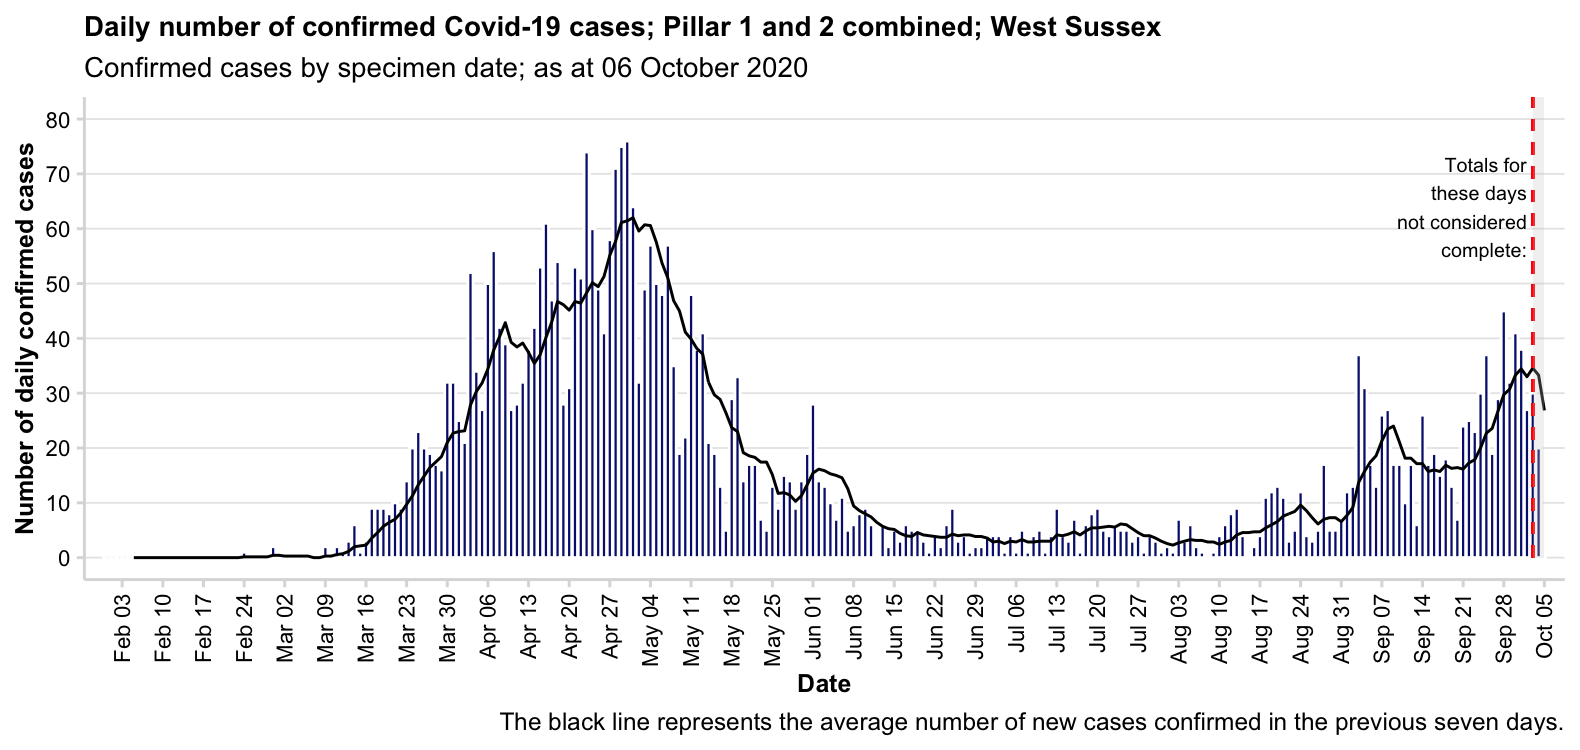 Daily number of confirmed Covid-19 cases; Pillar 1 and 2 combined; West Sussex
Confirmed cases by specimen date; as at 06 October 2020
Number of daily confirmed cases
80
70
60
50
40
30
20
10
0
Totals for
these days
not considered
complete:
Feb 03
Feb 10
Feb 17
Feb 24
Mar 02
Mar 09
Mar 16
Mar 23
Mar 30
Apr 06
Apr 13
Apr 20
Apr 27
May 04
May 11
May 18
May 25
Jun 01
Jun 08
Jun 15
Jun 22
Jun 29
Jul 06
Jul 13
Jul 20
Jul 27
Aug 03
Aug 10
Aug 17
Aug 24
Aug 31
Sep 07
Sep 14
Sep 21
Sep 28
Oct 05
Date
The black line represents the average number of new cases confirmed in the previous seven days.